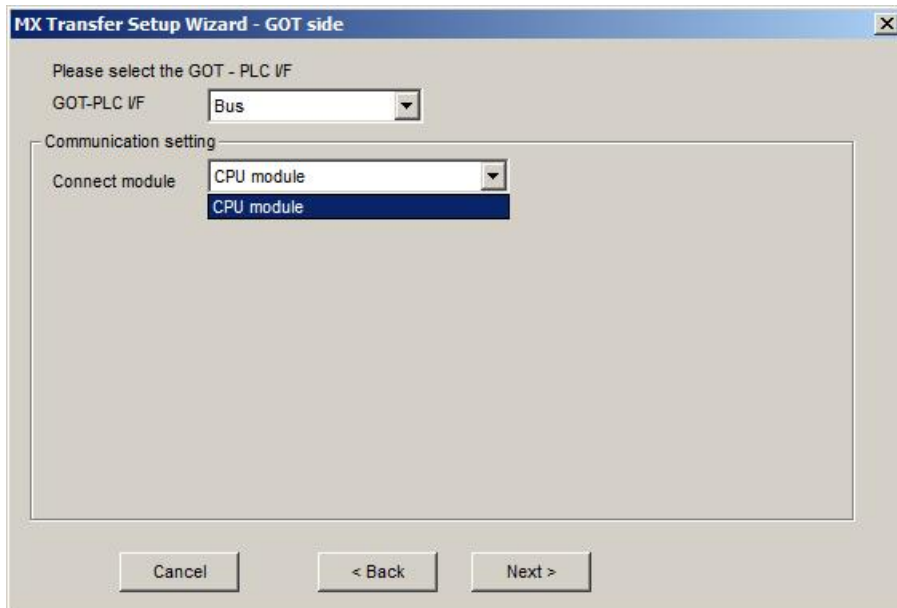 MX Transfer Setup Wizard - GOT side
Please select the GOT - PLC I/F
GOT-PLC I/F
Bus
Communication setting
Connect module
CPU module
CPU module
Cancel
< Back
Next >